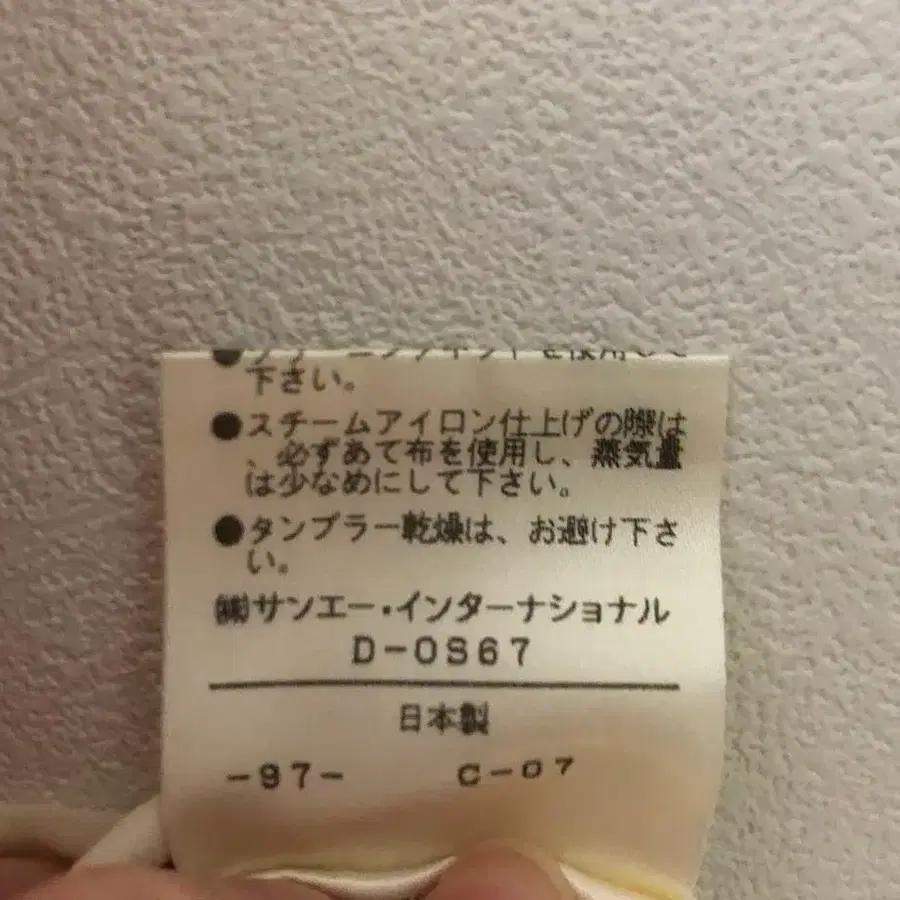 下さい。
●スチームアイロン仕上げの際は
、必ずあて布を使用し、蒸気量
は少なめにして下さい。
●タンブラー乾燥は、お避け下さ
い。
㈱サンエー・インターナショナル
D-0S67
日本製
-97- C-07